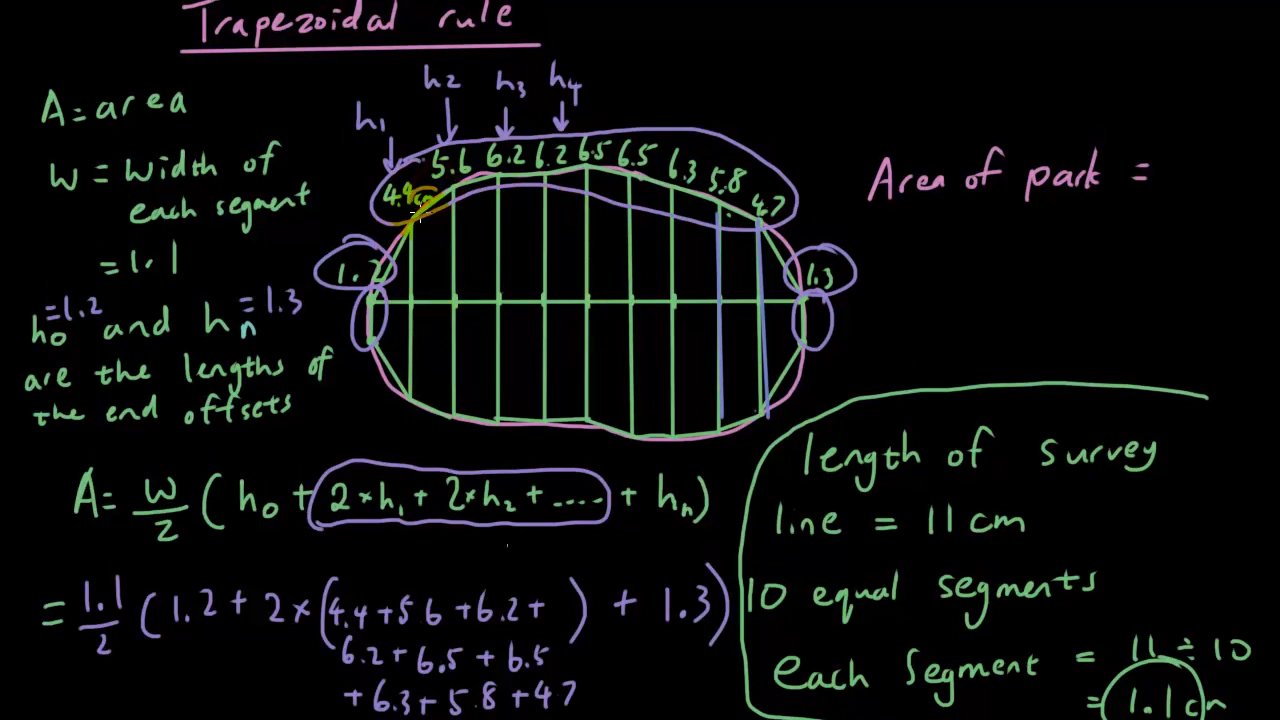 Trapezoidal rule
A = area
w = width of
each segment
= 1.1
=1.2 =1.3
h0 and hn
are the lengths of
the end offsets
h1 h2 h3 h4
5.6 6.2 6.2 6.5 6.5 6.3 5.8 4.7
1.2 1.3
Area of park =
A = w/2 ( h0 + 2×h1 + 2×h2 + ..... + hn)
= 1.1/2 (1.2 + 2 × (4.4+5.6+6.2+ ) + 1.3)
6.2+6.5+6.5
+6.3+5.8+4.7
length of survey
line = 11 cm
10 equal segments
each segment = 11 ÷ 10
= 1.1 cm